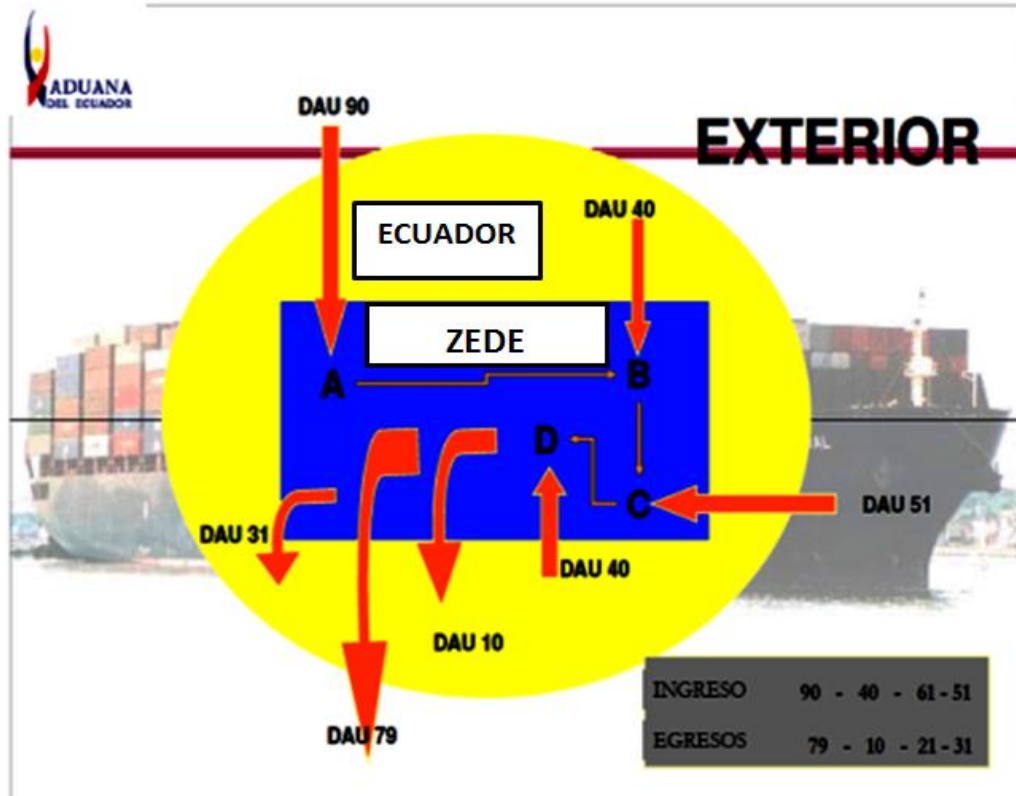 ADUANA
DEL ECUADOR
DAU 90
EXTERIOR
ECUADOR
DAU 40
ZEDE
A
B
D
C
DAU 51
DAU 31
DAU 40
DAU 10
DAU 79
INGRESO 90 - 40 - 61 - 51
EGRESOS 79 - 10 - 21 - 31